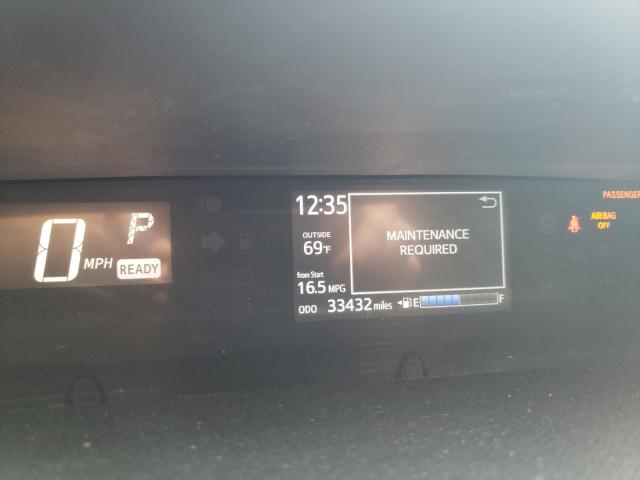 0 MPH
P
READY
12:35
OUTSIDE
69°F
from Start
16.5 MPG
ODO 33432 miles
MAINTENANCE
REQUIRED
E F
PASSENGER
AIR BAG
OFF